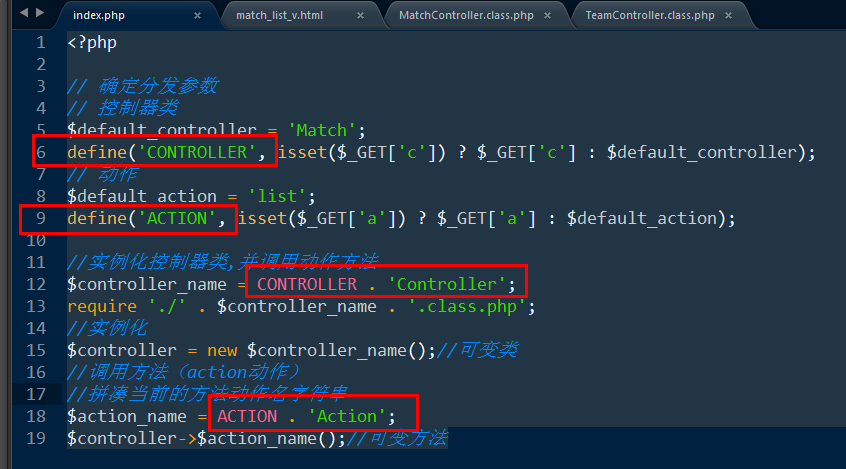 index.php × match_list_v.html × MatchController.class.php × TeamController.class.php ×
1 <?php
2
3 // 确定分发参数
4 // 控制器类
5 $default_controller = 'Match';
6 define('CONTROLLER', isset($_GET['c']) ? $_GET['c'] : $default_controller);
7 // 动作
8 $default_action = 'list';
9 define('ACTION', isset($_GET['a']) ? $_GET['a'] : $default_action);
10
11 //实例化控制器类,并调用动作方法
12 $controller_name = CONTROLLER . 'Controller';
13 require './' . $controller_name . '.class.php';
14 //实例化
15 $controller = new $controller_name();//可变类
16 //调用方法（action动作）
17 //拼凑当前的方法动作名字符串
18 $action_name = ACTION . 'Action';
19 $controller->$action_name();//可变方法